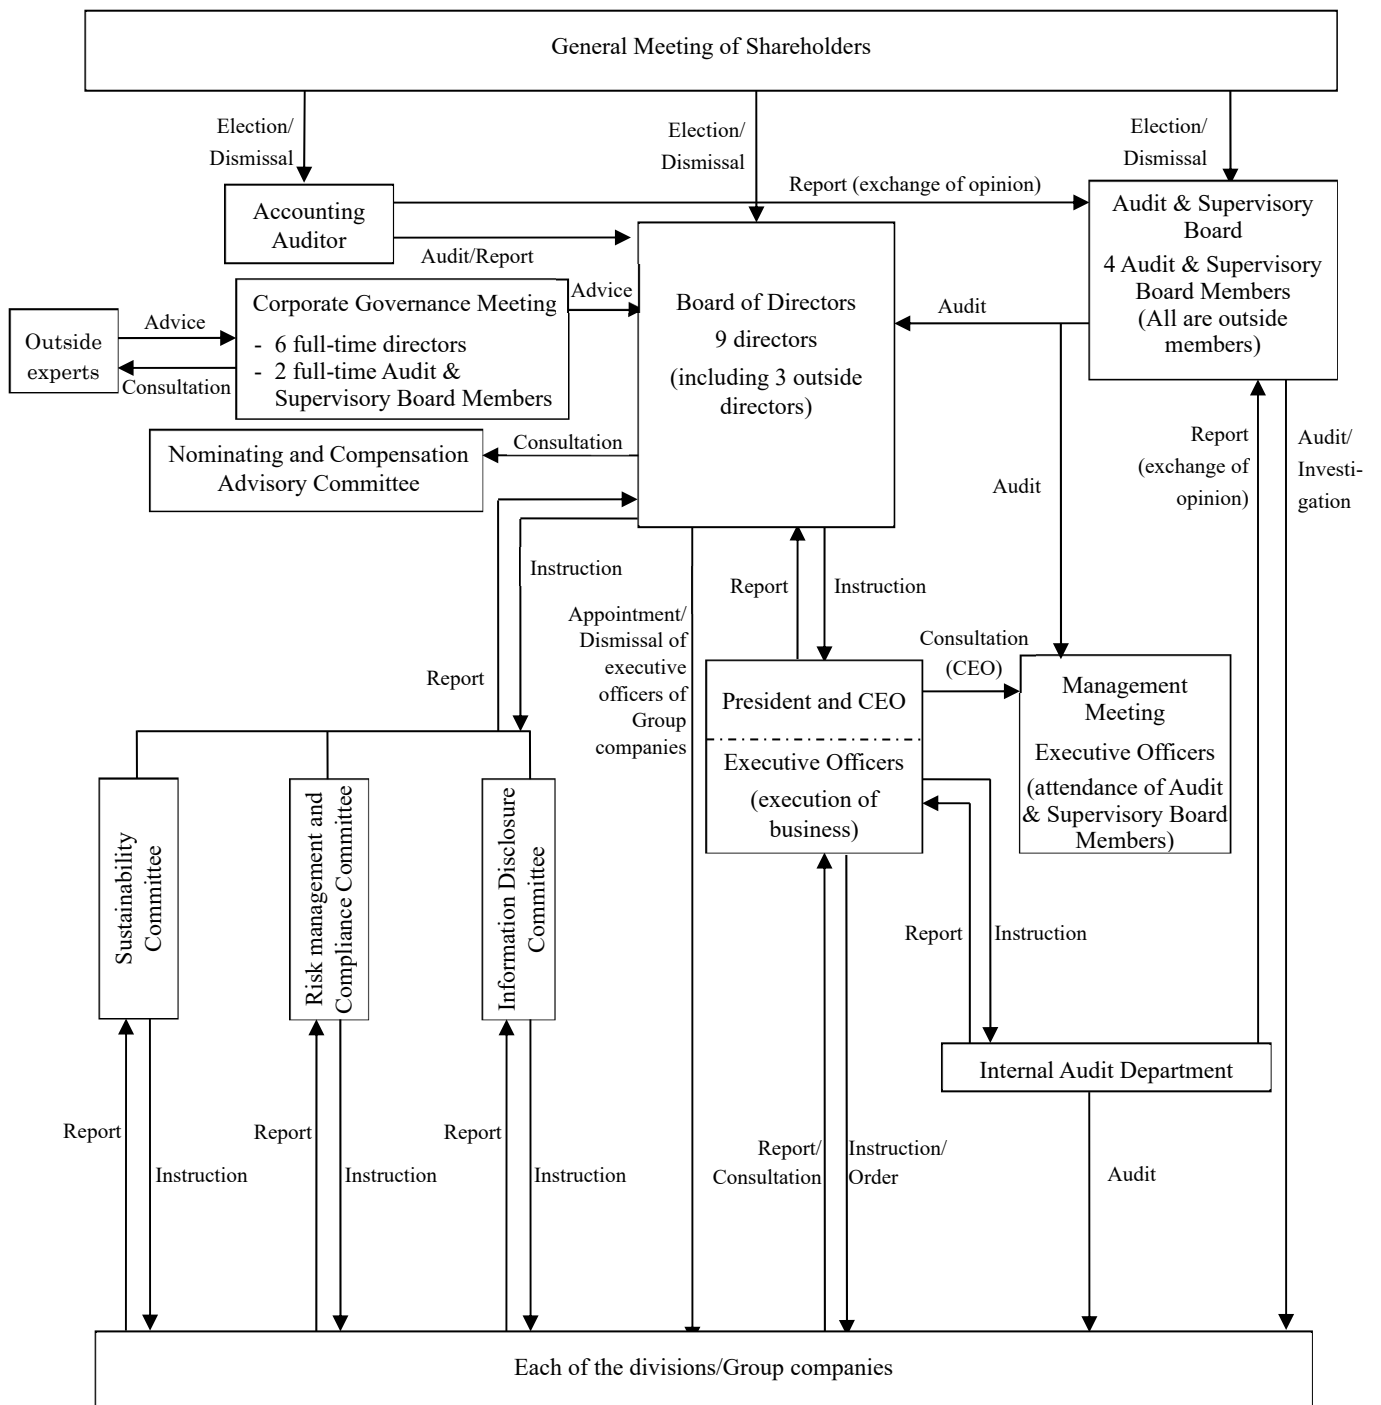 General Meeting of Shareholders
Election/
Dismissal
Election/
Dismissal
Election/
Dismissal
Report (exchange of opinion)
Accounting
Auditor
Audit/Report
Audit & Supervisory
Board
4 Audit & Supervisory
Board Members
(All are outside
members)
Corporate Governance Meeting
- 6 full-time directors
- 2 full-time Audit &
Supervisory Board Members
Advice
Board of Directors
9 directors
(including 3 outside
directors)
Audit
Outside
experts
Advice
Consultation
Nominating and Compensation
Advisory Committee
Consultation
Audit
Report
(exchange of
opinion)
Audit/
Investi-
gation
Instruction
Report
Appointment/
Dismissal of
executive
officers of
Group
companies
Report
Instruction
Consultation
(CEO)
President and CEO
Executive Officers
(execution of
business)
Management
Meeting
Executive Officers
(attendance of Audit
& Supervisory Board
Members)
Sustainability
Committee
Risk management and
Compliance Committee
Information Disclosure
Committee
Report
Instruction
Internal Audit Department
Report
Instruction
Report
Instruction
Report
Instruction
Report/
Consultation
Instruction/
Order
Audit
Each of the divisions/Group companies